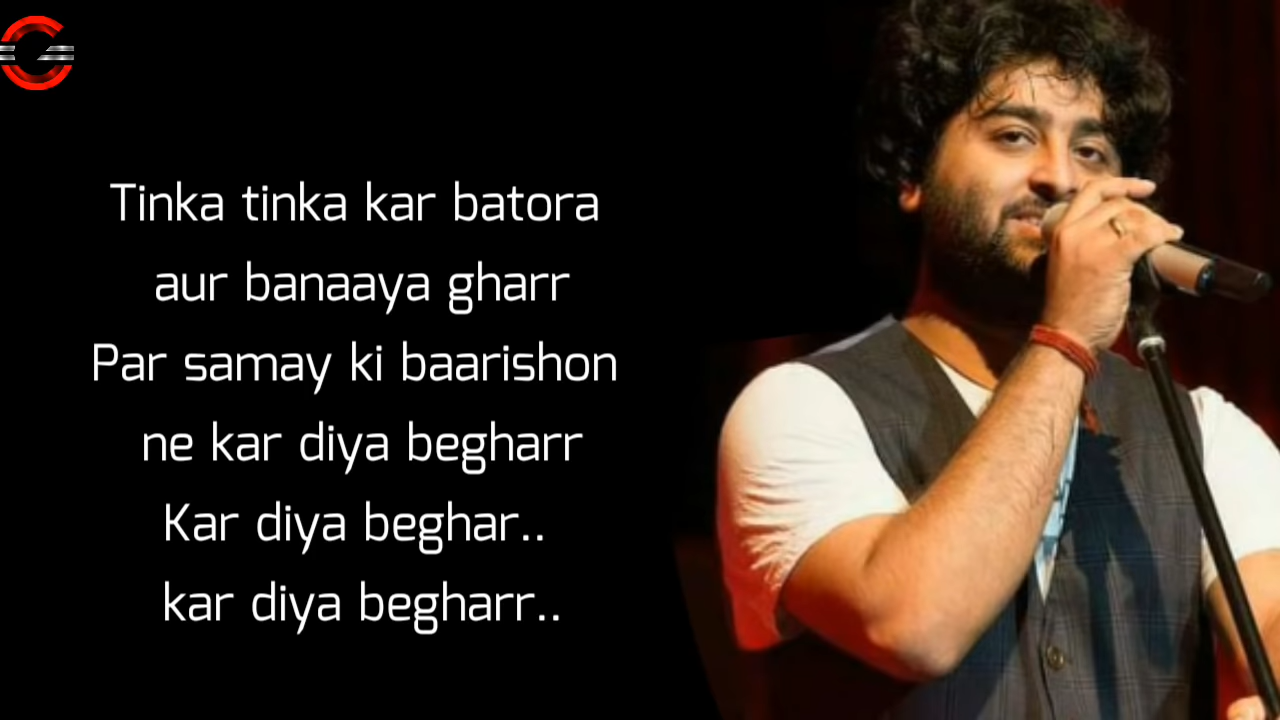 Tinka tinka kar batora
aur banaaya gharr
Par samay ki baarishon
ne kar diya begharr
Kar diya beghar..
kar diya begharr..